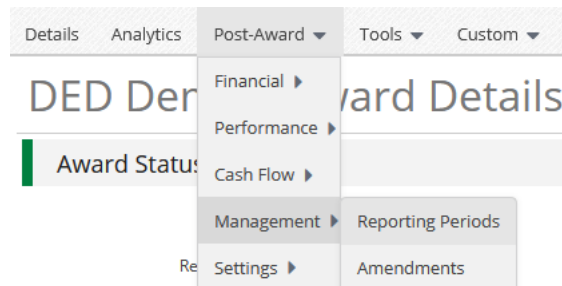 Details Analytics Post-Award Tools Custom
Financial
DED Der ward Details
Performance
Award Status
Cash Flow
Management Reporting Periods
Re Settings Amendments